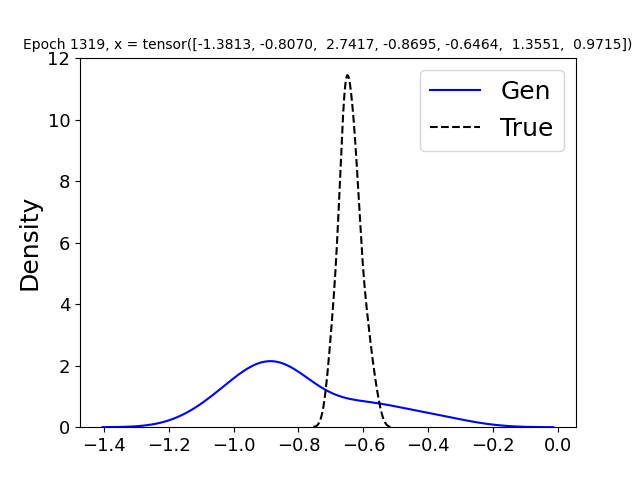 Epoch 1319, x = tensor([-1.3813, -0.8070,  2.7417, -0.8695, -0.6464,  1.3551,  0.9715])
12
10
8
6
4
2
0
Density
Gen
True
−1.4 −1.2 −1.0 −0.8 −0.6 −0.4 −0.2 0.0